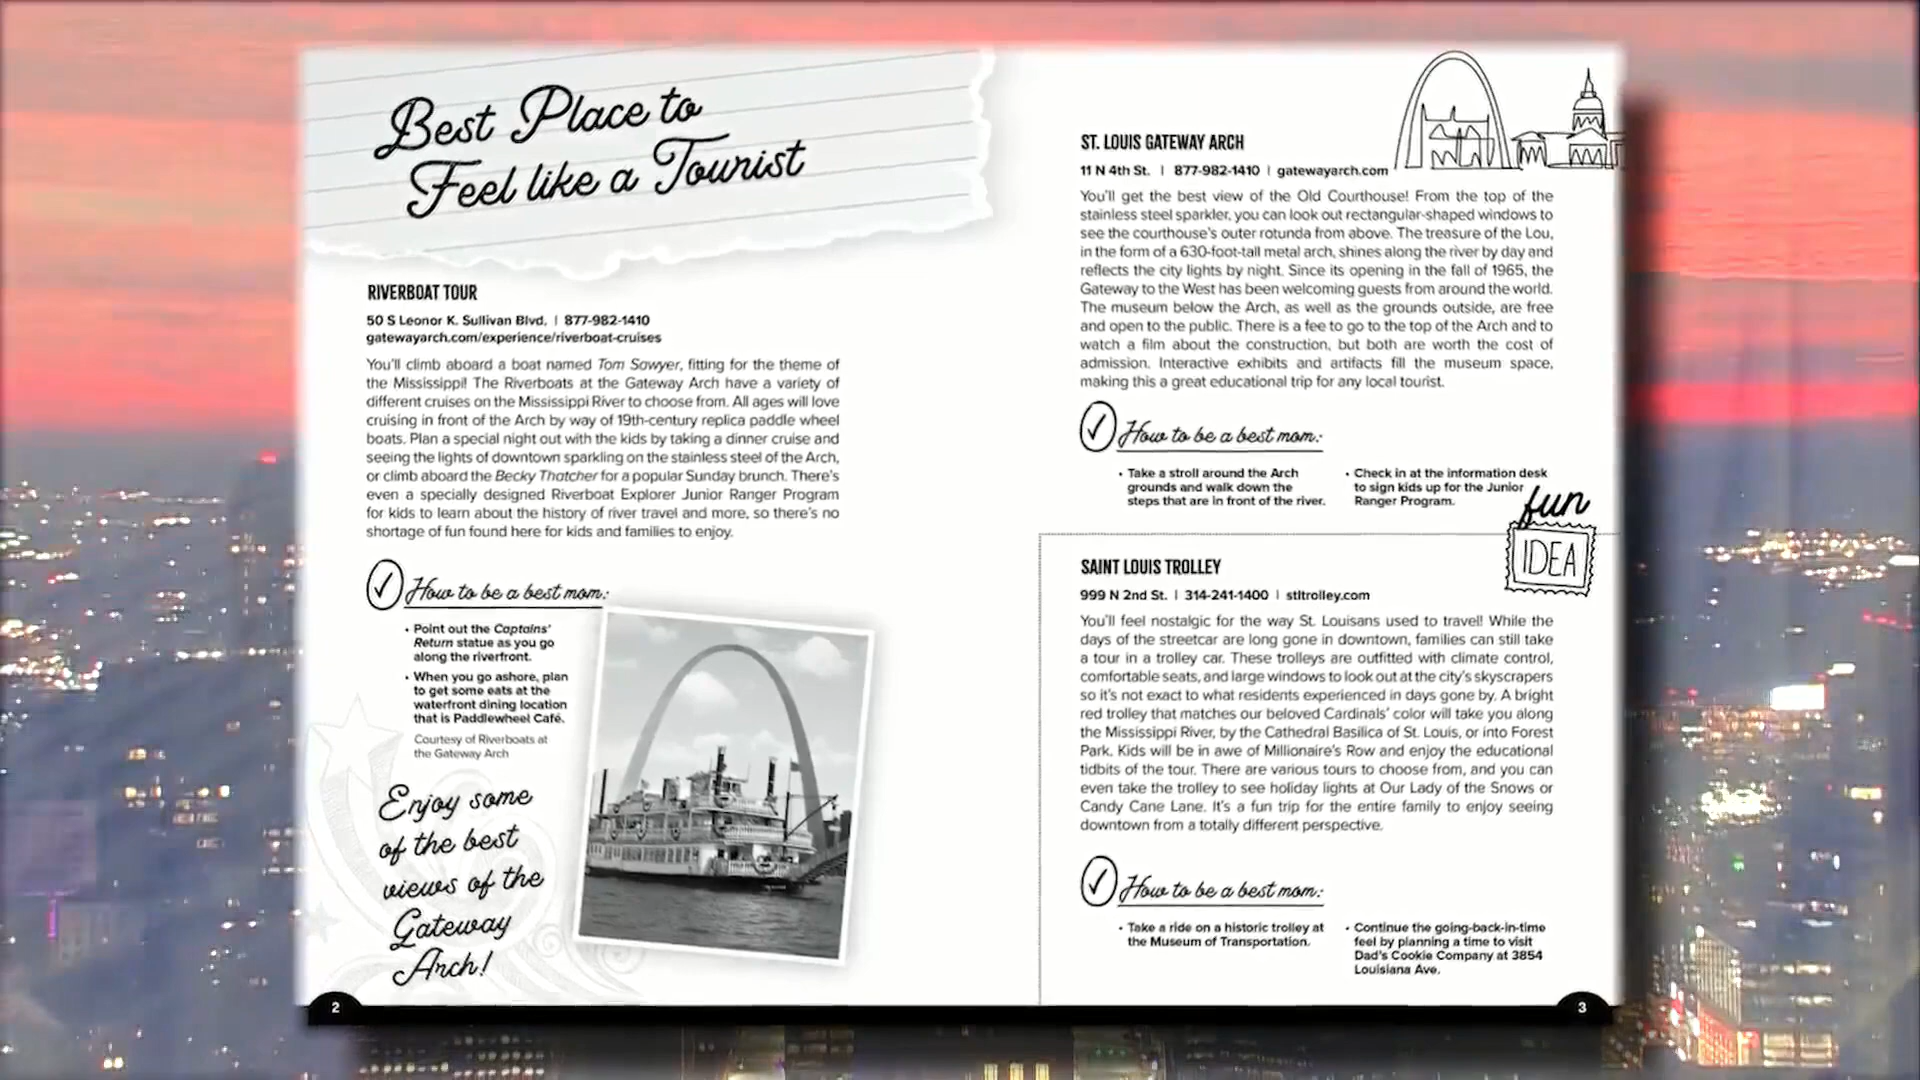 Best Place to
Feel like a Tourist
RIVERBOAT TOUR
50 S Leonor K. Sullivan Blvd. | 877-982-1410
gatewayarch.com/experience/riverboat-cruises
You'll climb aboard a boat named Tom Sawyer, fitting for the theme of
the Mississippi! The Riverboats at the Gateway Arch have a variety of
different cruises on the Mississippi River to choose from. All ages will love
cruising in front of the Arch by way of 19th-century replica paddle wheel
boats. Plan a special night out with the kids by taking a dinner cruise and
seeing the lights of downtown sparkling on the stainless steel of the Arch,
or climb aboard the Becky Thatcher for a popular Sunday brunch. There's
even a specially designed Riverboat Explorer Junior Ranger Program
for kids to learn about the history of river travel and more, so there's no
shortage of fun found here for kids and families to enjoy.
How to be a best mom:
• Point out the Captains'
Return statue as you go
along the riverfront.
• When you go ashore, plan
to get some eats at the
waterfront dining location
that is Paddlewheel Café.
Courtesy of Riverboats at
the Gateway Arch
Enjoy some
of the best
views of the
Gateway
Arch!
2
ST. LOUIS GATEWAY ARCH
11 N 4th St. | 877-982-1410 | gatewayarch.com
You'll get the best view of the Old Courthouse! From the top of the
stainless steel sparkler, you can look out rectangular-shaped windows to
see the courthouse's outer rotunda from above. The treasure of the Lou,
in the form of a 630-foot-tall metal arch, shines along the river by day and
reflects the city lights by night. Since its opening in the fall of 1965, the
Gateway to the West has been welcoming guests from around the world.
The museum below the Arch, as well as the grounds outside, are free
and open to the public. There is a fee to go to the top of the Arch and to
watch a film about the construction, but both are worth the cost of
admission. Interactive exhibits and artifacts fill the museum space,
making this a great educational trip for any local tourist.
How to be a best mom:
• Take a stroll around the Arch
grounds and walk down the
steps that are in front of the river.
• Check in at the information desk
to sign kids up for the Junior
Ranger Program.
fun
IDEA
SAINT LOUIS TROLLEY
999 N 2nd St. | 314-241-1400 | stltrolley.com
You'll feel nostalgic for the way St. Louisans used to travel! While the
days of the streetcar are long gone in downtown, families can still take
a tour in a trolley car. These trolleys are outfitted with climate control,
comfortable seats, and large windows to look out at the city's skyscrapers
so it's not exact to what residents experienced in days gone by. A bright
red trolley that matches our beloved Cardinals' color will take you along
the Mississippi River, by the Cathedral Basilica of St. Louis, or into Forest
Park. Kids will be in awe of Millionaire's Row and enjoy the educational
tidbits of the tour. There are various tours to choose from, and you can
even take the trolley to see holiday lights at Our Lady of the Snows or
Candy Cane Lane. It's a fun trip for the entire family to enjoy seeing
downtown from a totally different perspective.
How to be a best mom:
• Take a ride on a historic trolley at
the Museum of Transportation.
• Continue the going-back-in-time
feel by planning a time to visit
Dad's Cookie Company at 3854
Louisiana Ave.
3